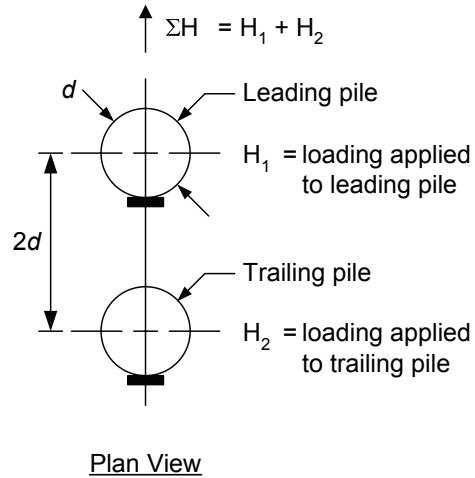 ΣH = H₁ + H₂
d
Leading pile
H₁ = loading applied
to leading pile
2d
Trailing pile
H₂ = loading applied
to trailing pile
Plan View